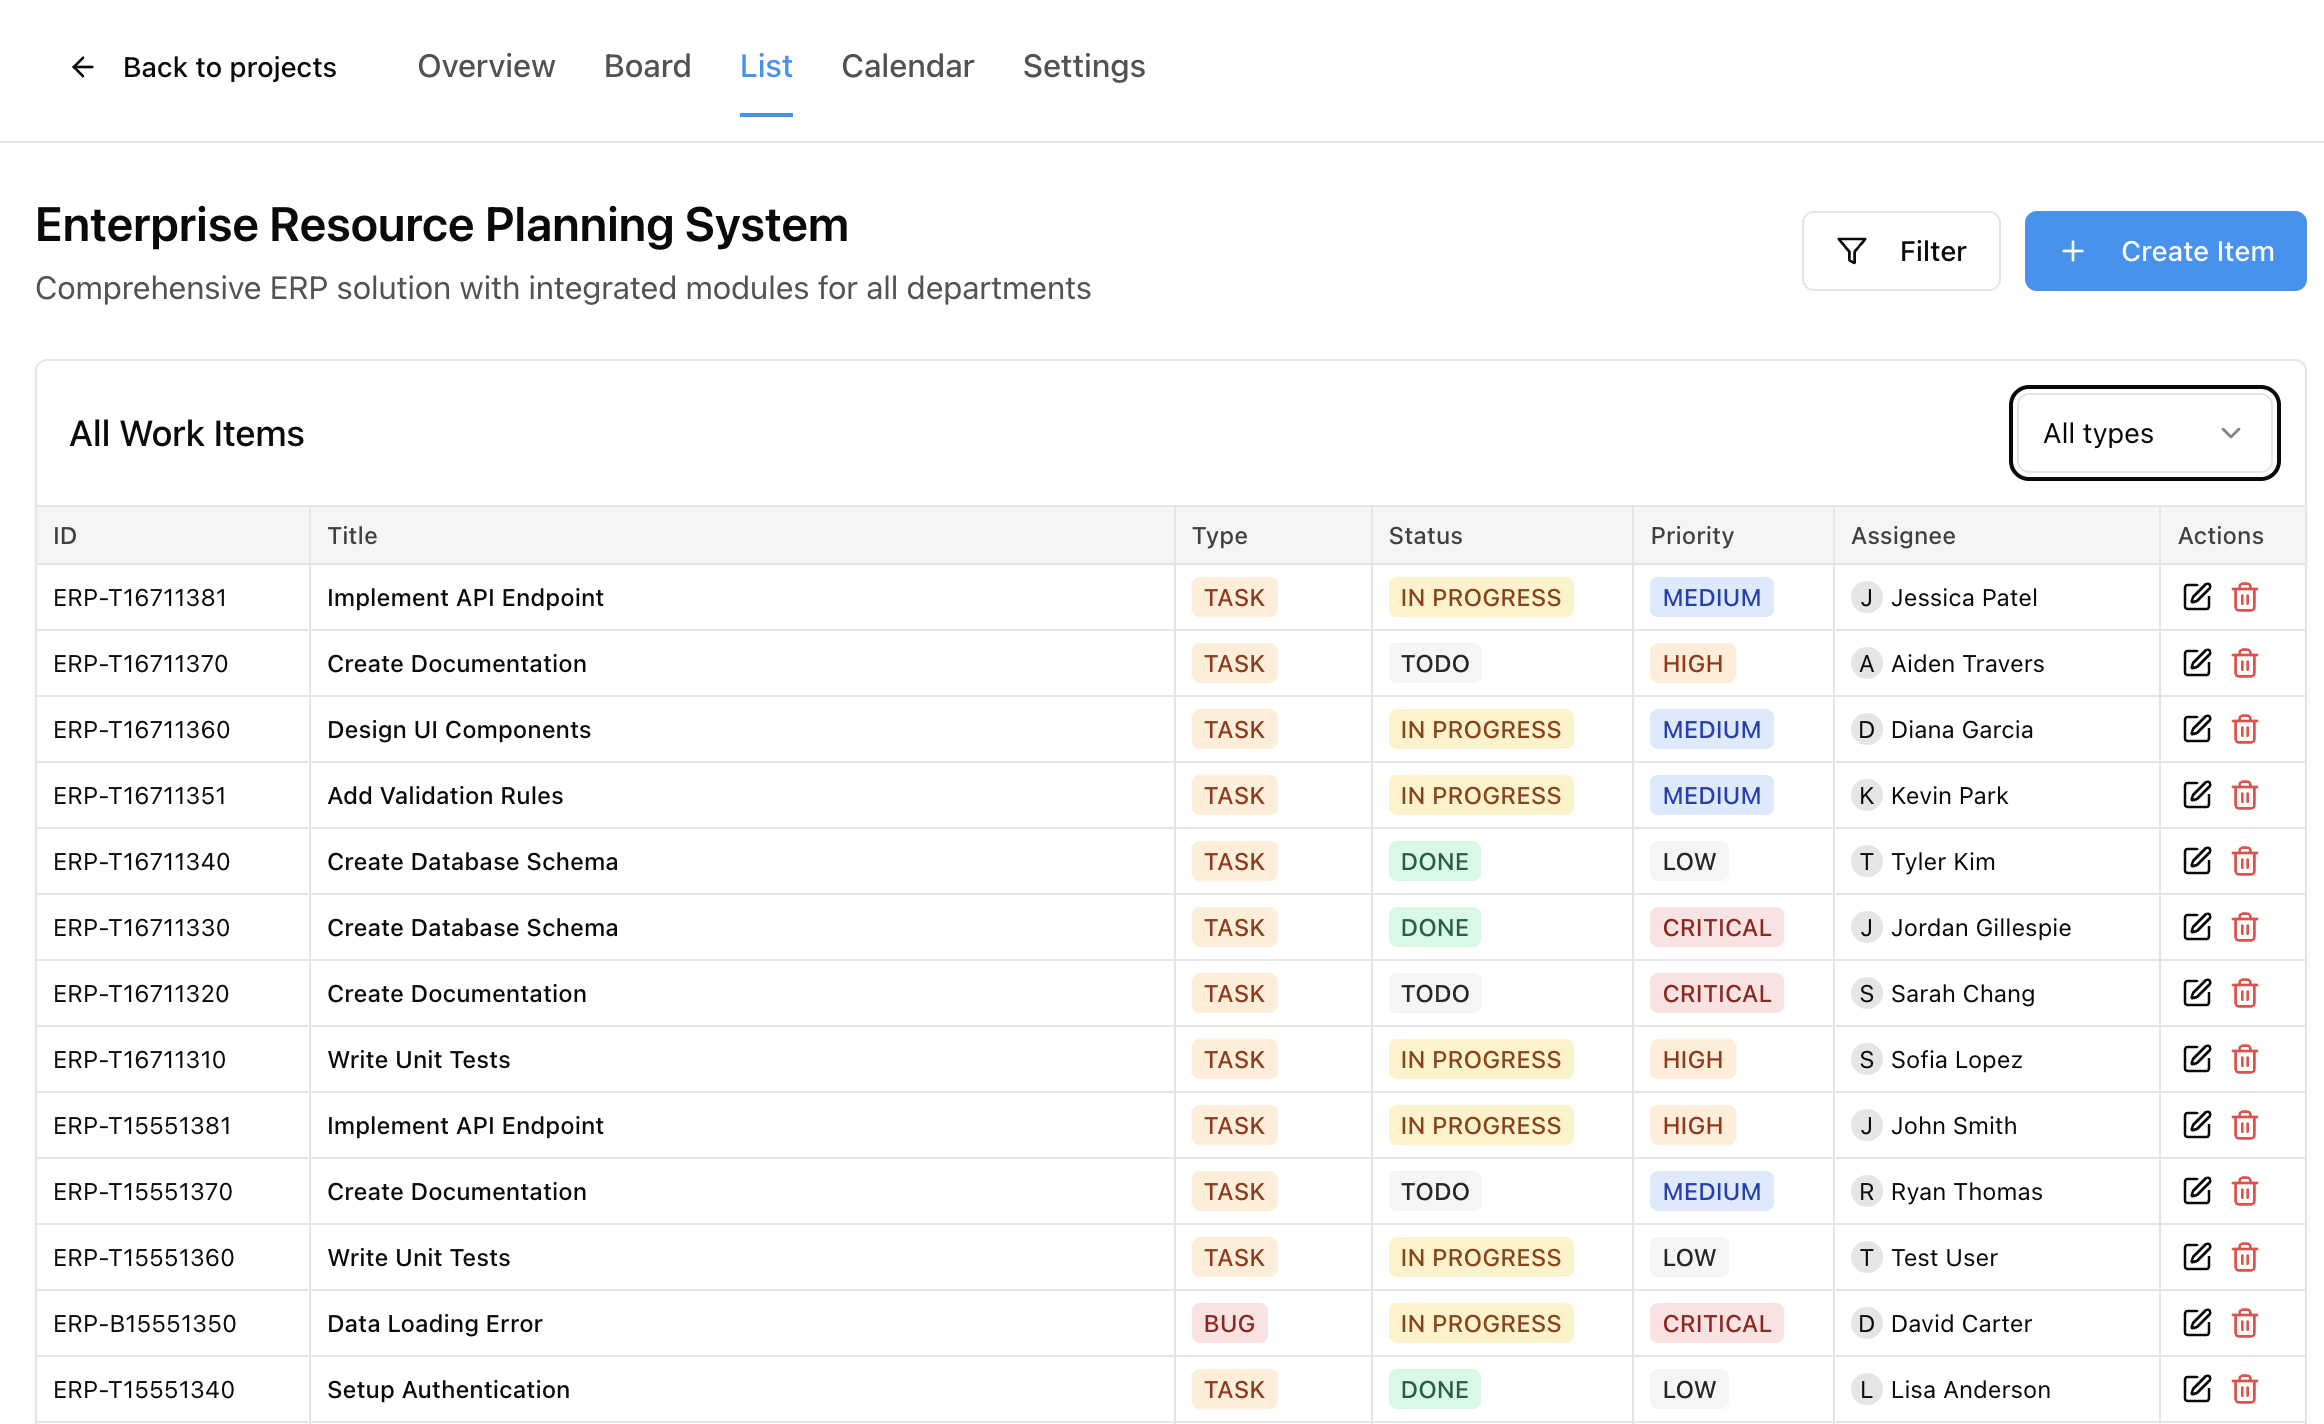 Back to projects Overview Board List Calendar Settings
Enterprise Resource Planning System
Comprehensive ERP solution with integrated modules for all departments
Filter
Create Item
All Work Items
All types
ID Title Type Status Priority Assignee Actions
ERP-T16711381 Implement API Endpoint TASK IN PROGRESS MEDIUM J Jessica Patel
ERP-T16711370 Create Documentation TASK TODO HIGH A Aiden Travers
ERP-T16711360 Design UI Components TASK IN PROGRESS MEDIUM D Diana Garcia
ERP-T16711351 Add Validation Rules TASK IN PROGRESS MEDIUM K Kevin Park
ERP-T16711340 Create Database Schema TASK DONE LOW T Tyler Kim
ERP-T16711330 Create Database Schema TASK DONE CRITICAL J Jordan Gillespie
ERP-T16711320 Create Documentation TASK TODO CRITICAL S Sarah Chang
ERP-T16711310 Write Unit Tests TASK IN PROGRESS HIGH S Sofia Lopez
ERP-T15551381 Implement API Endpoint TASK IN PROGRESS HIGH J John Smith
ERP-T15551370 Create Documentation TASK TODO MEDIUM R Ryan Thomas
ERP-T15551360 Write Unit Tests TASK IN PROGRESS LOW T Test User
ERP-B15551350 Data Loading Error BUG IN PROGRESS CRITICAL D David Carter
ERP-T15551340 Setup Authentication TASK DONE LOW L Lisa Anderson